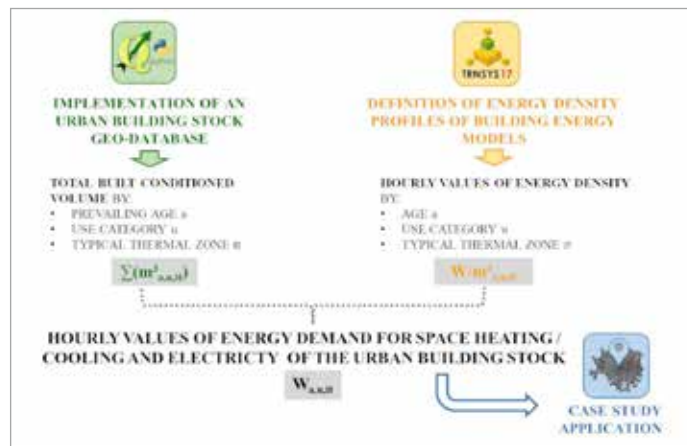 TRNSYS17
IMPLEMENTATION OF AN
URBAN BUILDING STOCK
GEO-DATABASE
DEFINITION OF ENERGY DENSITY
PROFILES OF BUILDING ENERGY
MODELS
TOTAL BUILT CONDITIONED
VOLUME BY:
• PREVAILING AGE a
• USE CATEGORY u
• TYPICAL THERMAL ZONE
HOURLY VALUES OF ENERGY DENSITY
BY:
• AGE a
• USE CATEGORY u
• TYPICAL THERMAL ZONE
HOURLY VALUES OF ENERGY DEMAND FOR SPACE HEATING /
COOLING AND ELECTRICTY OF THE URBAN BUILDING STOCK
CASE STUDY
APPLICATION